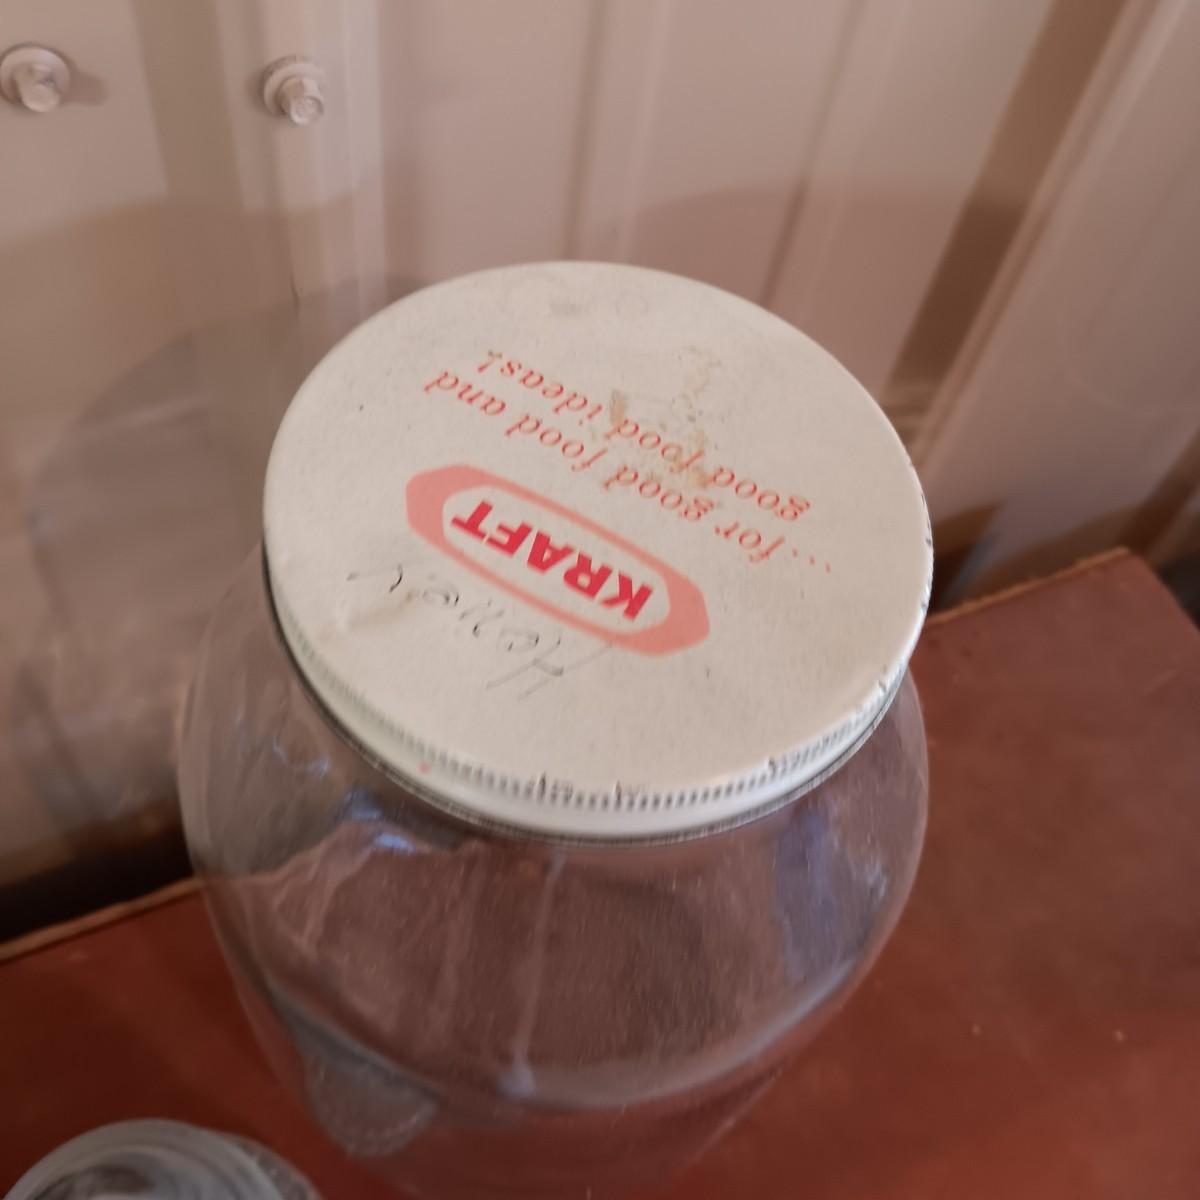 Honey
KRAFT
...for good food and
good food ideas!